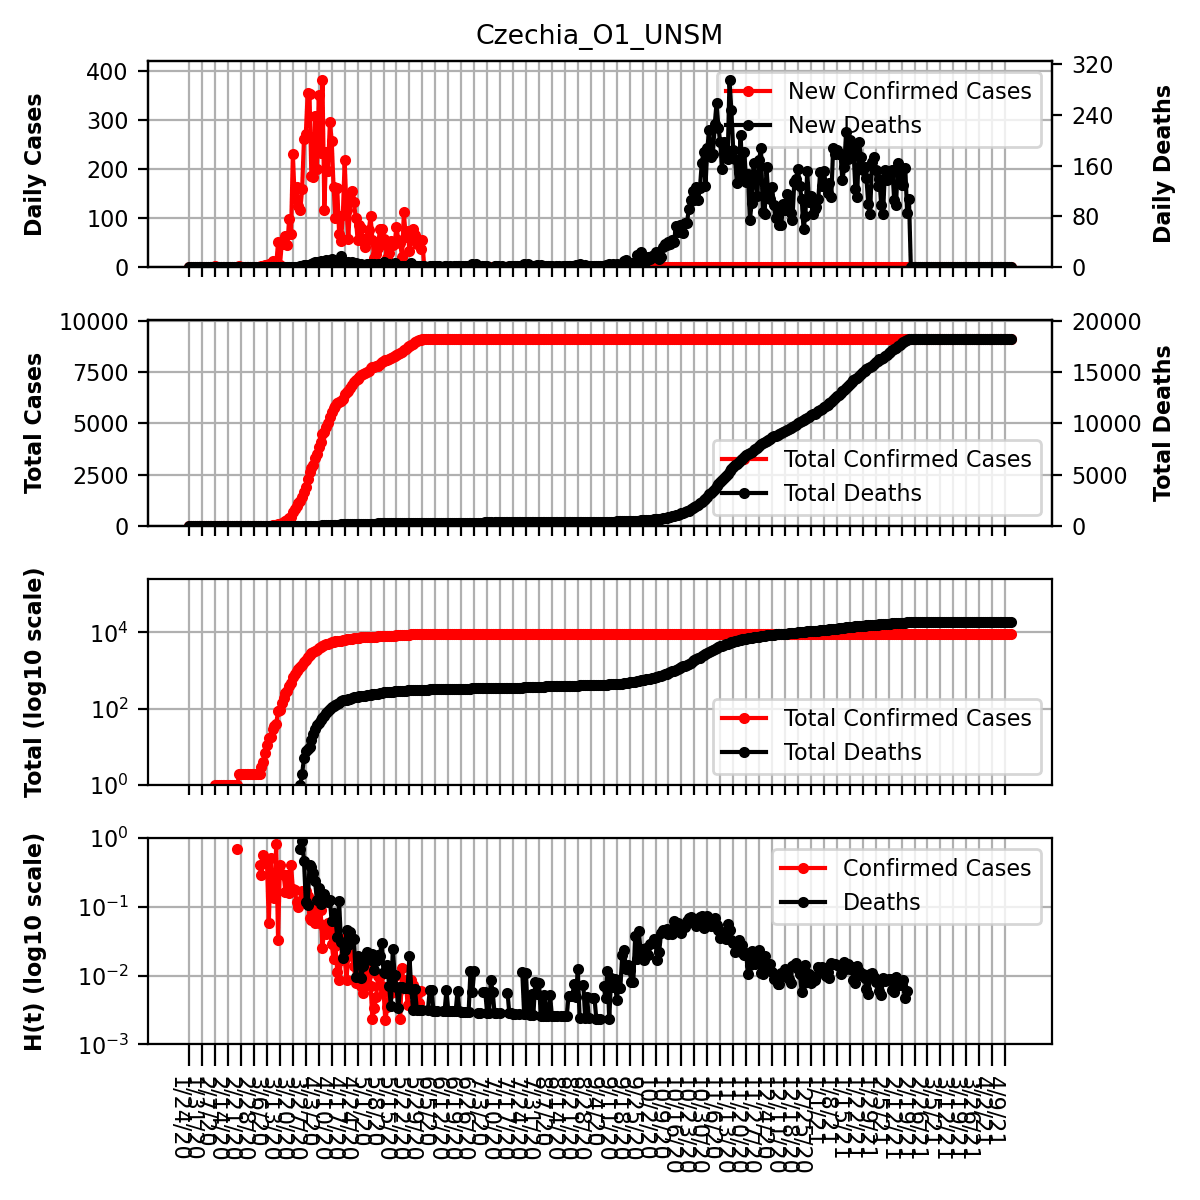 Czechia_O1_UNSM
Daily Cases
400
300
200
100
0
New Confirmed Cases
New Deaths
320
240
160
80
0
Daily Deaths
Total Cases
10000
7500
5000
2500
0
Total Confirmed Cases
Total Deaths
20000
15000
10000
5000
0
Total Deaths
Total (log10 scale)
10^4
10^2
10^0
Total Confirmed Cases
Total Deaths
H(t) (log10 scale)
10^0
10^−1
10^−2
10^−3
Confirmed Cases
Deaths
1/24/20
4/9/21